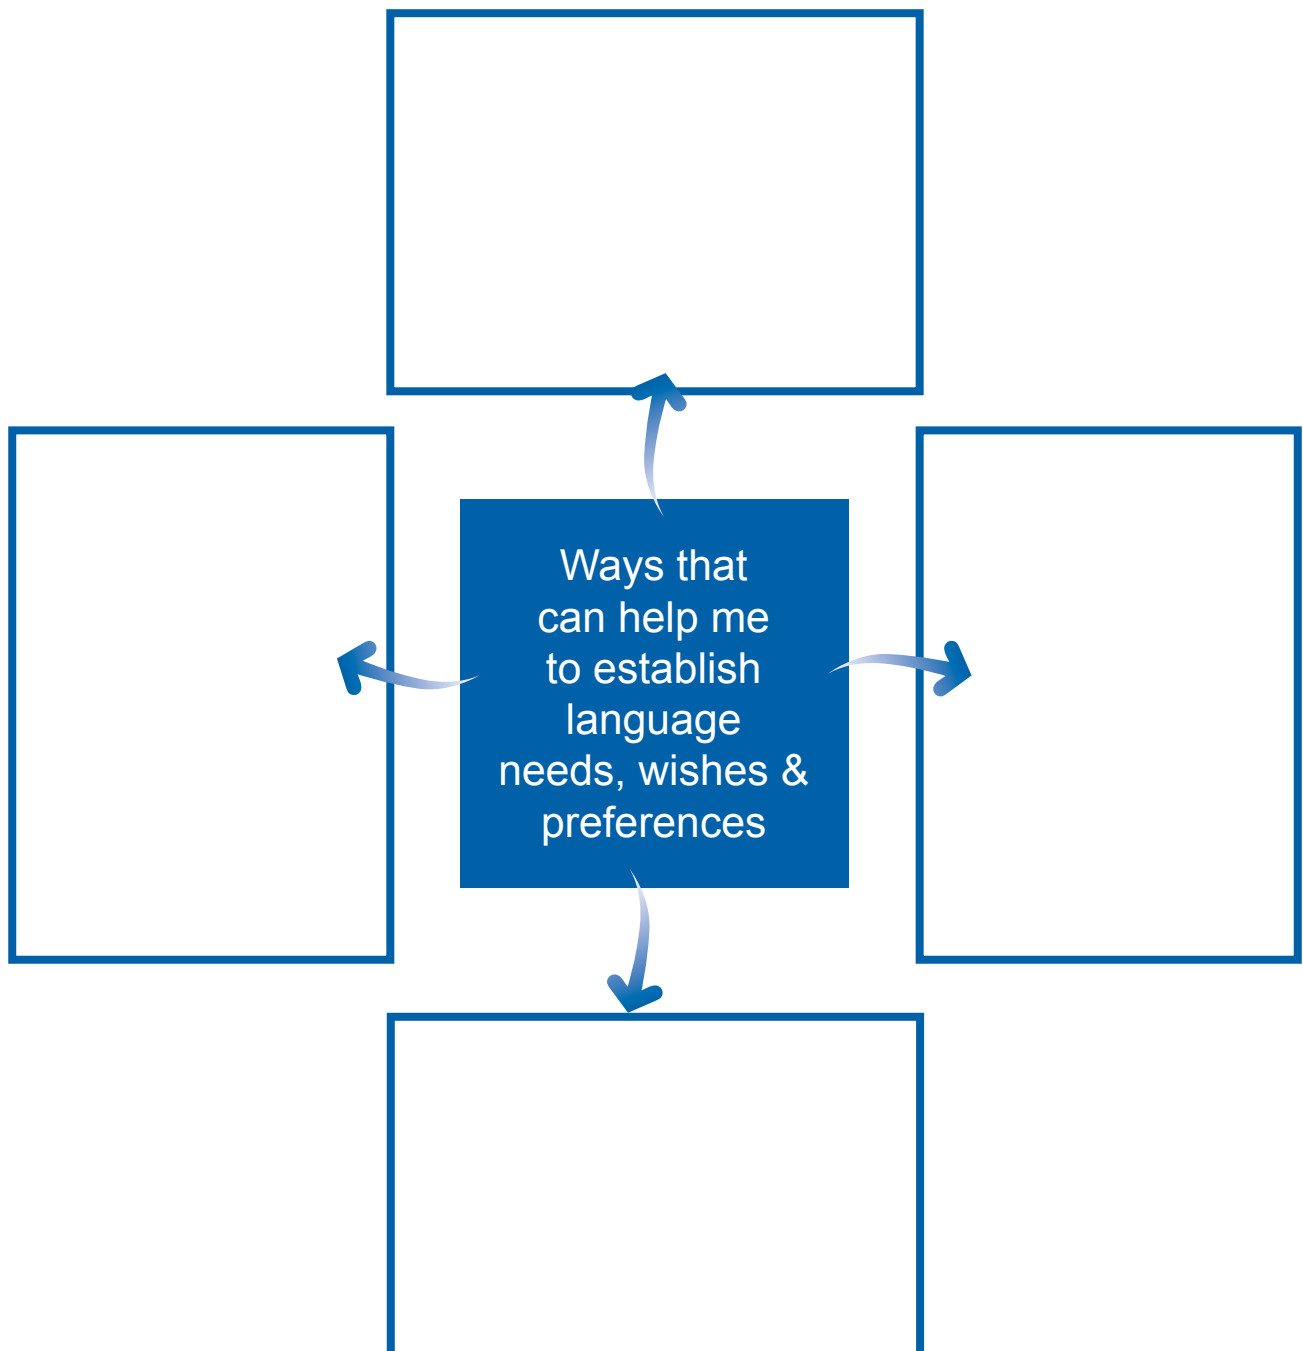 Ways that
can help me
to establish
language
needs, wishes &
preferences